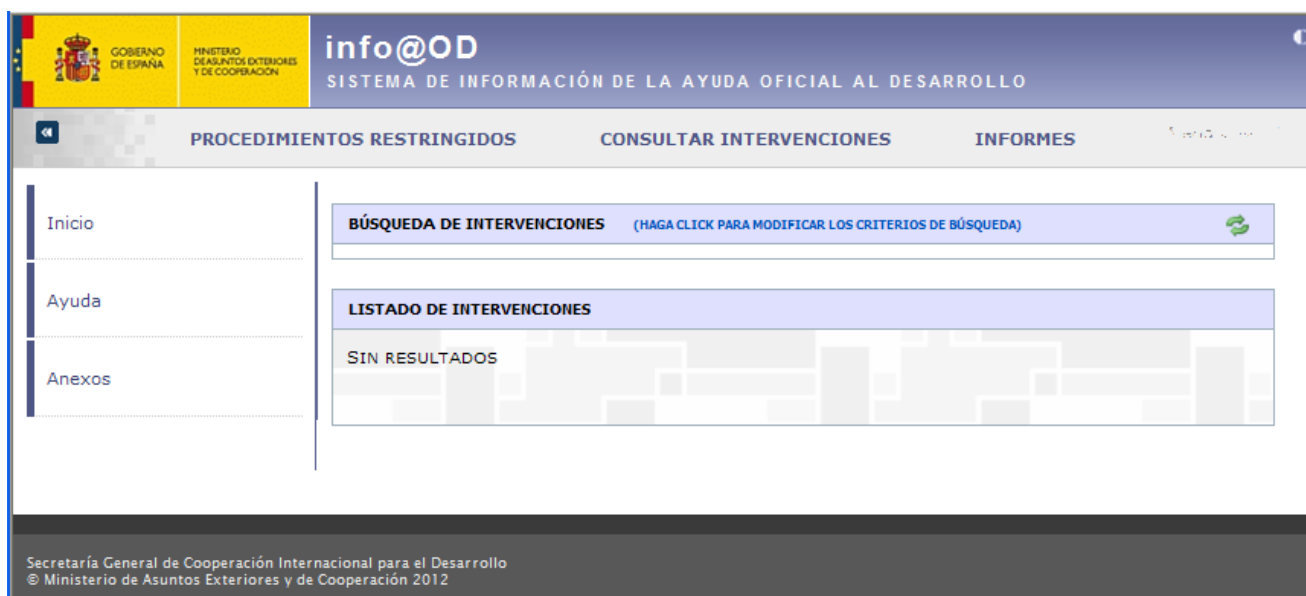 GOBIERNO
DE ESPAÑA
MINISTERIO
DE ASUNTOS EXTERIORES
Y DE COOPERACIÓN
info@OD
SISTEMA DE INFORMACIÓN DE LA AYUDA OFICIAL AL DESARROLLO
PROCEDIMIENTOS RESTRINGIDOS CONSULTAR INTERVENCIONES INFORMES
Inicio
Ayuda
Anexos
BÚSQUEDA DE INTERVENCIONES (HAGA CLICK PARA MODIFICAR LOS CRITERIOS DE BÚSQUEDA)
LISTADO DE INTERVENCIONES
SIN RESULTADOS
Secretaría General de Cooperación Internacional para el Desarrollo
© Ministerio de Asuntos Exteriores y de Cooperación 2012